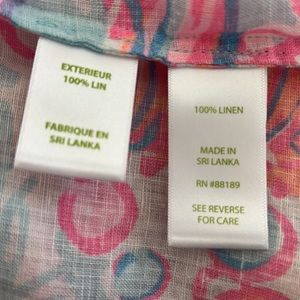 EXTERIEUR
100% LIN
FABRIQUE EN
SRI LANKA
100% LINEN
MADE IN
SRI LANKA
RN #88189
SEE REVERSE
FOR CARE